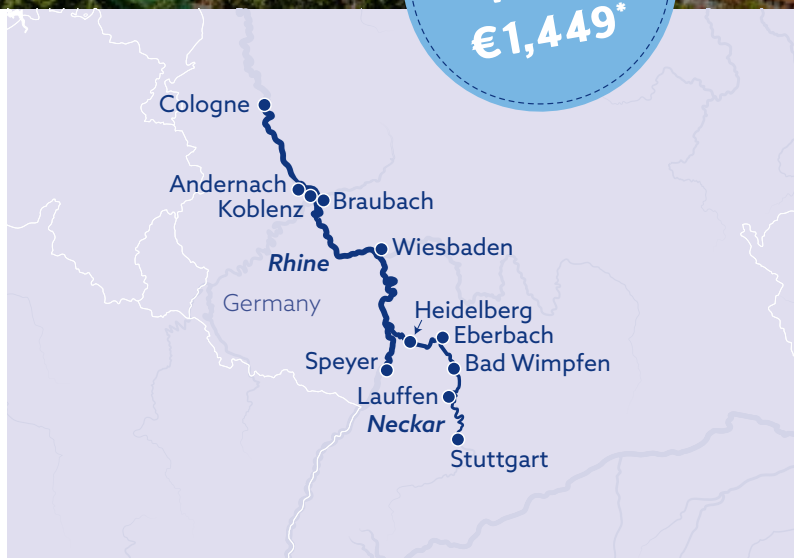 €1,449*
Cologne
Andernach
Koblenz
Braubach
Rhine
Wiesbaden
Germany
Heidelberg
Eberbach
Speyer
Bad Wimpfen
Lauffen
Neckar
Stuttgart